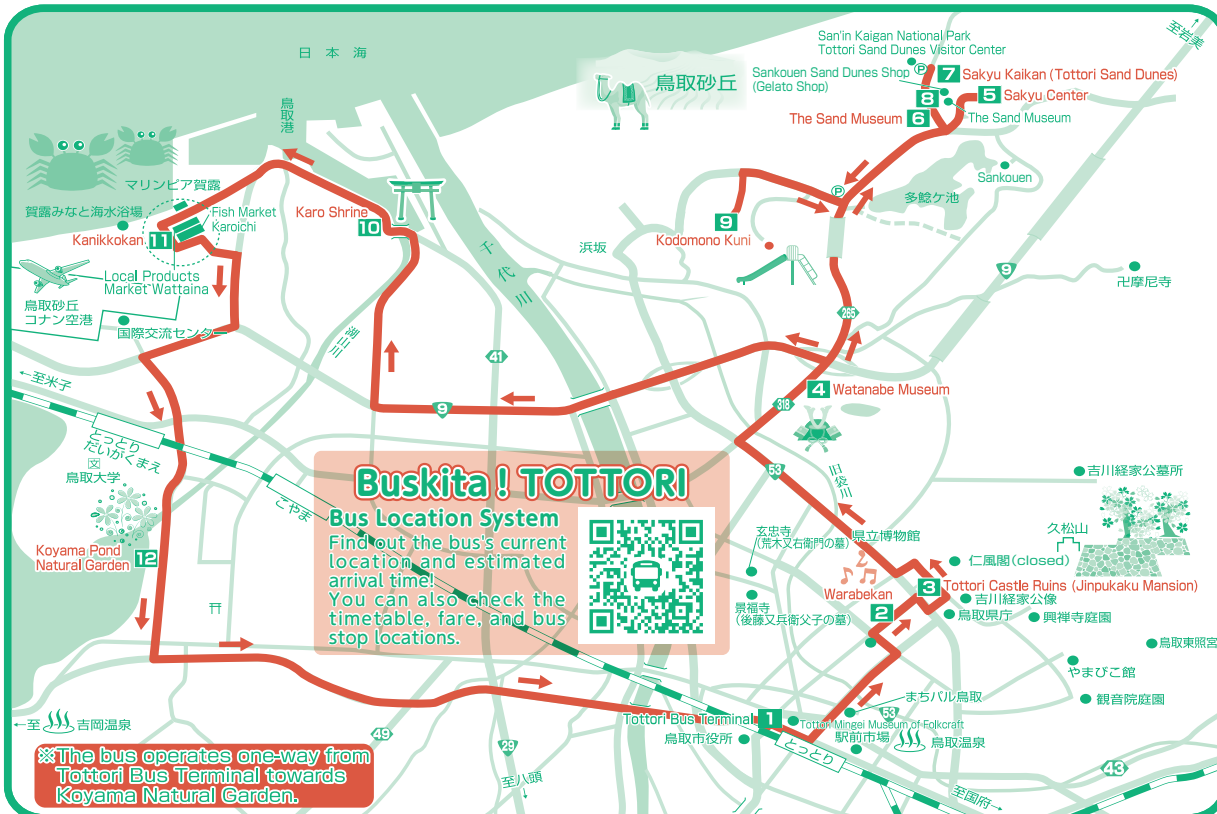 日本海
鳥取港
鳥取砂丘
San'in Kaigan National Park
Tottori Sand Dunes Visitor Center
至岩美
Sankouen Sand Dunes Shop
(Gelato Shop)
P
7 Sakyu Kaikan (Tottori Sand Dunes)
8
5 Sakyu Center
The Sand Museum 6
The Sand Museum
Sankouen
多鯰ケ池
P
マリンピア賀露
賀露みなと海水浴場
Fish Market
Karoichi
Kanikkokan 11
Karo Shrine
10
千代川
浜坂
9
Kodomono Kuni
9
卍摩尼寺
Local Products
Market Wattaina
鳥取砂丘
コナン空港
国際交流センター
湖山川
41
265
←至米子
9
4 Watanabe Museum
318
とっとり
だいがくまえ
文
鳥取大学
こやま
53
旧袋川
吉川経家公墓所
Buskita! TOTTORI
Bus Location System
Find out the bus's current
location and estimated
arrival time!
You can also check the
timetable, fare, and bus
stop locations.
久松山
玄忠寺
(荒木又右衛門の墓)
県立博物館
仁風閣(closed)
Koyama Pond
Natural Garden
12
3 Tottori Castle Ruins (Jinpukaku Mansion)
Warabekan
2
吉川経家公像
景福寺
(後藤又兵衛父子の墓)
鳥取県庁
興禅寺庭園
鳥取東照宮
やまびこ館
観音院庭園
まちパル鳥取
53
←至 吉岡温泉
Tottori Bus Terminal 1
Tottori Mingei Museum of Folkcraft
鳥取市役所
駅前市場
鳥取温泉
とっとり
49
29
43
至八頭
至国府→
※The bus operates one-way from
Tottori Bus Terminal towards
Koyama Natural Garden.